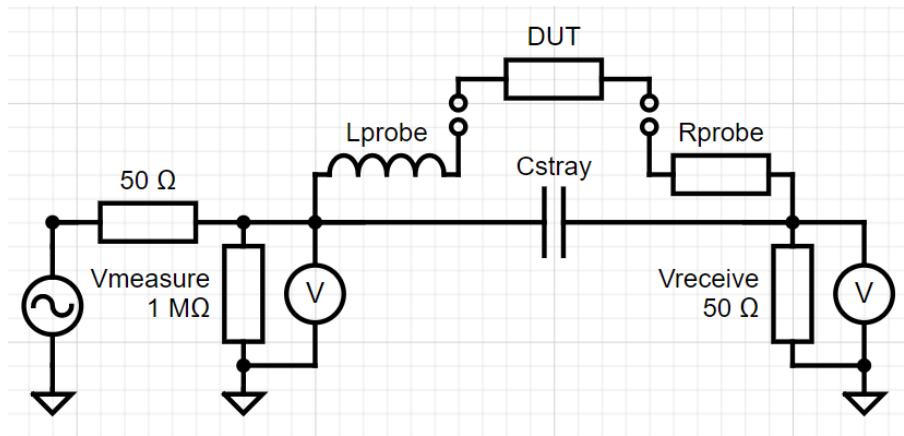 DUT
Lprobe
Rprobe
Cstray
50 Ω
Vmeasure
1 MΩ
V
Vreceive
50 Ω
V